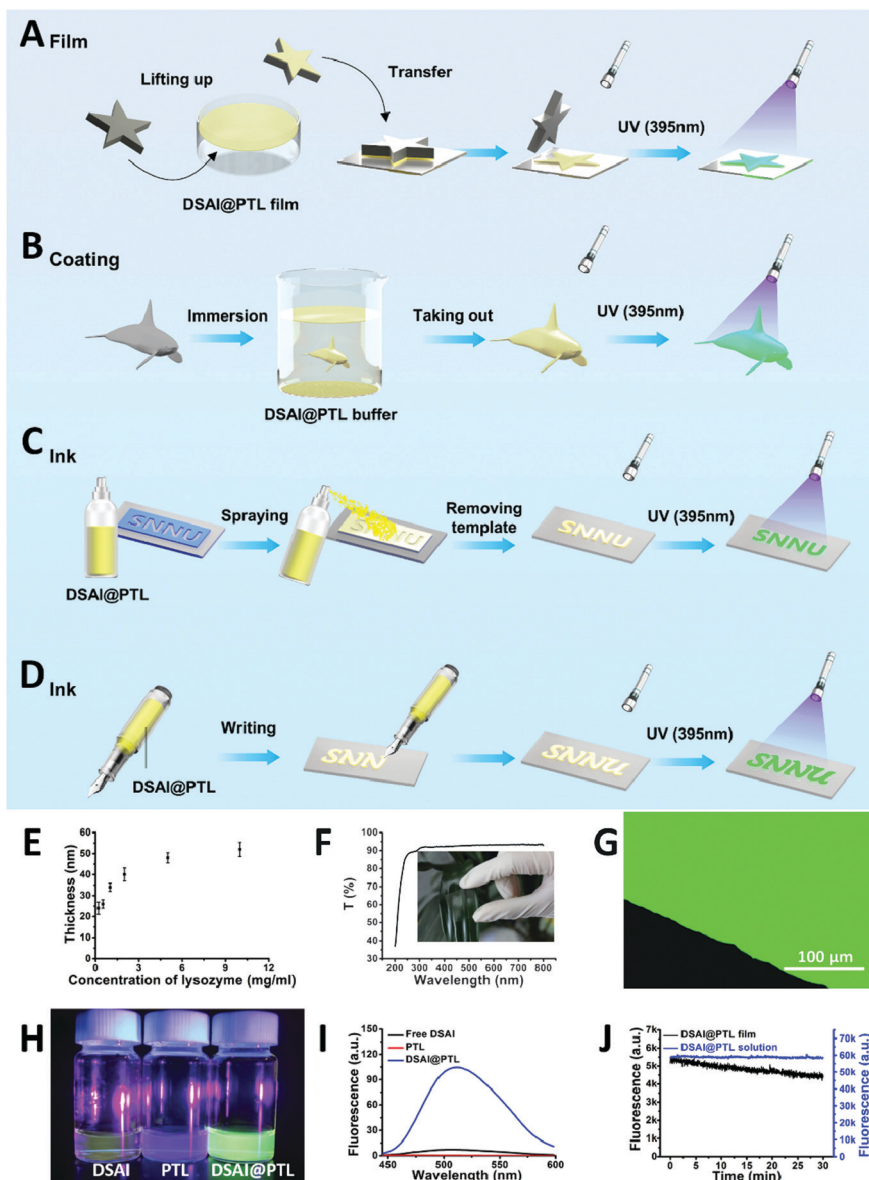 A Film
Lifting up
Transfer
UV (395nm)
DSAI@PTL film
B Coating
Immersion
Taking out
UV (395nm)
DSAI@PTL buffer
C Ink
SNNU
Spraying
SNNU
Removing
template
SNNU
UV (395nm)
SNNU
DSAI@PTL
D Ink
Writing
SNN
SNNU
UV (395nm)
SNNU
DSAI@PTL
E
Thickness (nm)
60
50
40
30
20
10
0
0 3 6 9 12
Concentration of lysozyme (mg/ml)
F
T (%)
100
90
80
70
60
50
40
30
200 300 400 500 600 700 800
Wavelength (nm)
G
100 μm
H
DSAI PTL DSAI@PTL
I
Fluorescence (a.u.)
150
120
90
60
30
0
Free DSAI
PTL
DSAI@PTL
450 500 550 600
Wavelength (nm)
J
Fluorescence (a.u.)
7k
6k
5k
4k
3k
2k
1k
0
DSAI@PTL film
DSAI@PTL solution
0 5 10 15 20 25 30
Time (min)
70k
60k
50k
40k
30k
20k
10k
0
Fluorescence (a.u.)